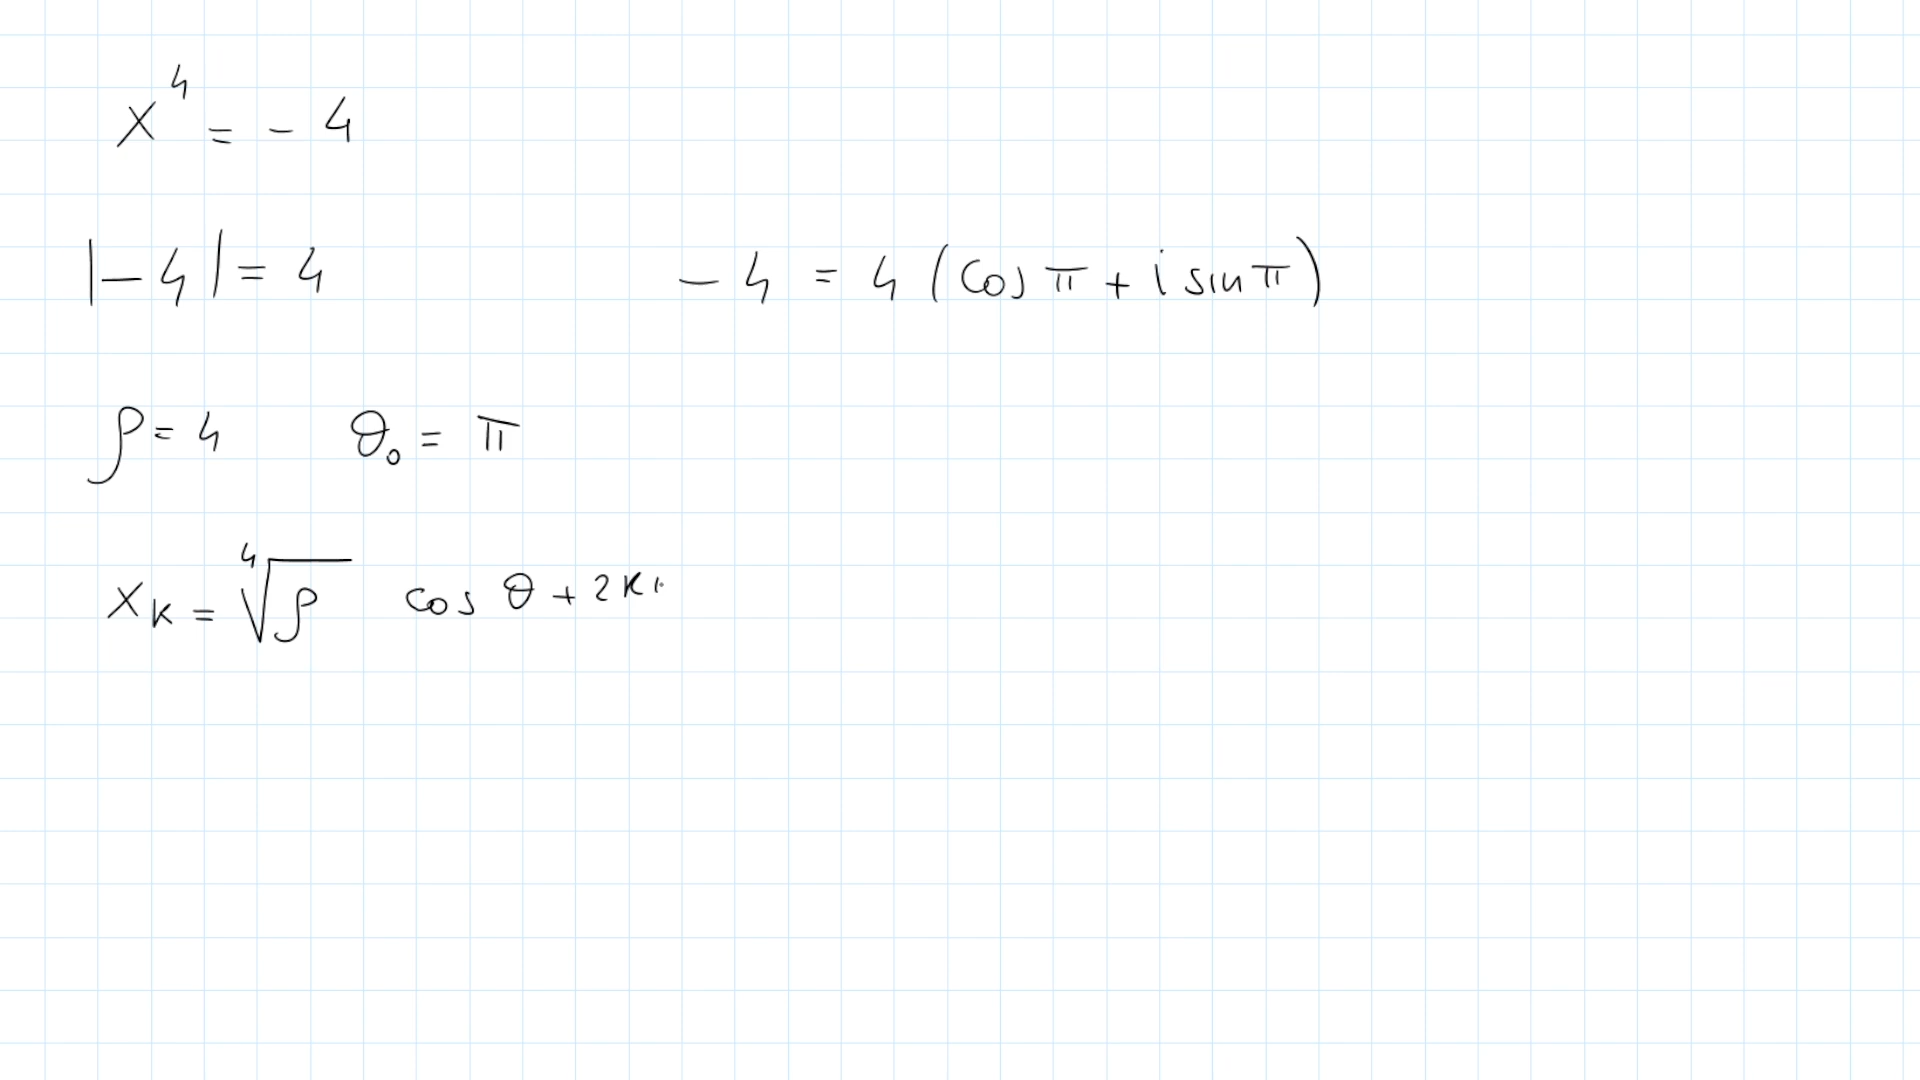 x⁴ = - 4
|-4| = 4 - 4 = 4 (cos π + i sin π)
ρ = 4 θ₀ = π
x_K = ⁴√ρ cos θ + 2K